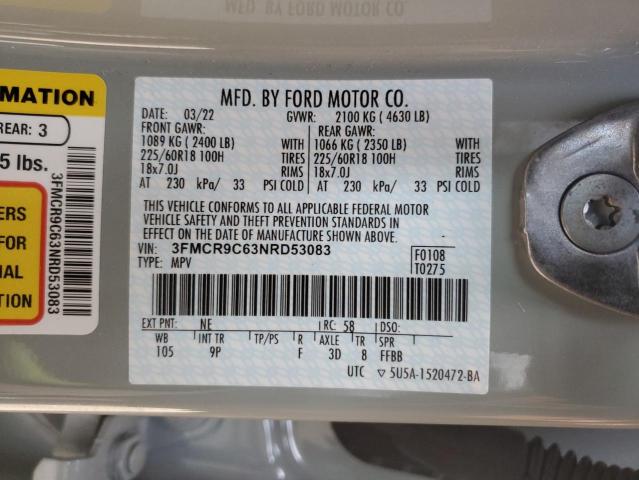 MFD. BY FORD MOTOR CO.
RMATION
REAR: 3
5 lbs.
ERS
FOR
IAL
ION
3FMCR9C63NRD53083
MFD. BY FORD MOTOR CO.
DATE: 03/22 GVWR: 2100 KG ( 4630 LB)
FRONT GAWR: REAR GAWR:
1089 KG ( 2400 LB) WITH 1066 KG ( 2350 LB) WITH
225/60R18 100H TIRES 225/60R18 100H TIRES
18x7.0J RIMS 18x7.0J RIMS
AT 230 kPa/ 33 PSI COLD AT 230 kPa/ 33 PSI COLD
THIS VEHICLE CONFORMS TO ALL APPLICABLE FEDERAL MOTOR
VEHICLE SAFETY AND THEFT PREVENTION STANDARDS IN
EFFECT ON THE DATE OF MANUFACTURE SHOWN ABOVE.
VIN: 3FMCR9C63NRD53083 F0108
TYPE: MPV T0275
EXT PNT: NE RC: 58 DSO:
WB INT TR TP/PS R AXLE TR SPR
105 9P F 3D 8 FFBB
UTC ▽ 5U5A-1520472-BA